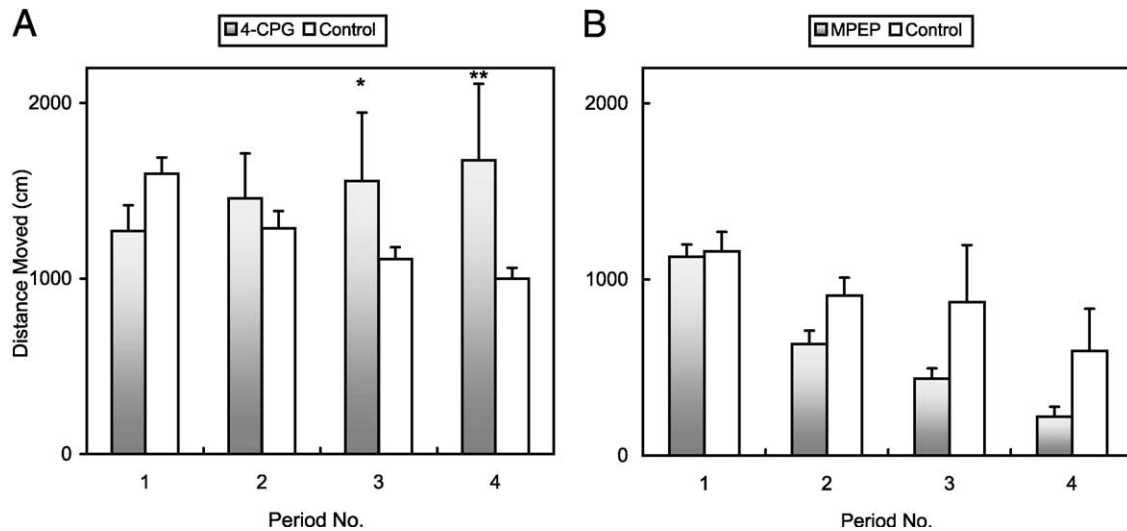 A
4-CPG Control
* **
2000
1000
0
Distance Moved (cm)
1 2 3 4
Period No.
B
MPEP Control
2000
1000
0
1 2 3 4
Period No.